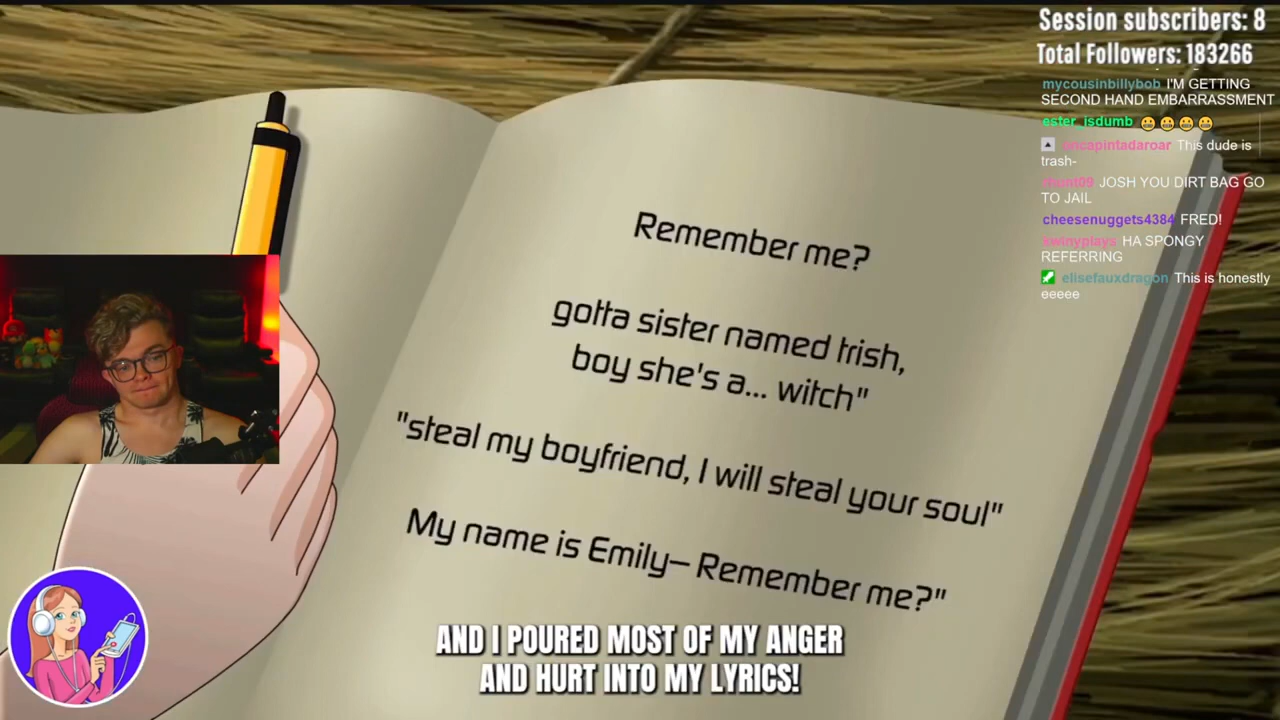 Session subscribers: 8
Total Followers: 183266
mycousinbillybob I'M GETTING
SECOND HAND EMBARRASSMENT
ester_isdumb
This dude is
trash-
JOSH YOU DIRT BAG GO
TO JAIL
cheesenuggets4384 FRED!
HA SPONGY
REFERRING
elisefauxdragon This is honestly
eeeee
Remember me?
gotta sister named trish,
boy she's a... witch"
"steal my boyfriend, I will steal your soul"
My name is Emily– Remember me?"
AND I POURED MOST OF MY ANGER
AND HURT INTO MY LYRICS!